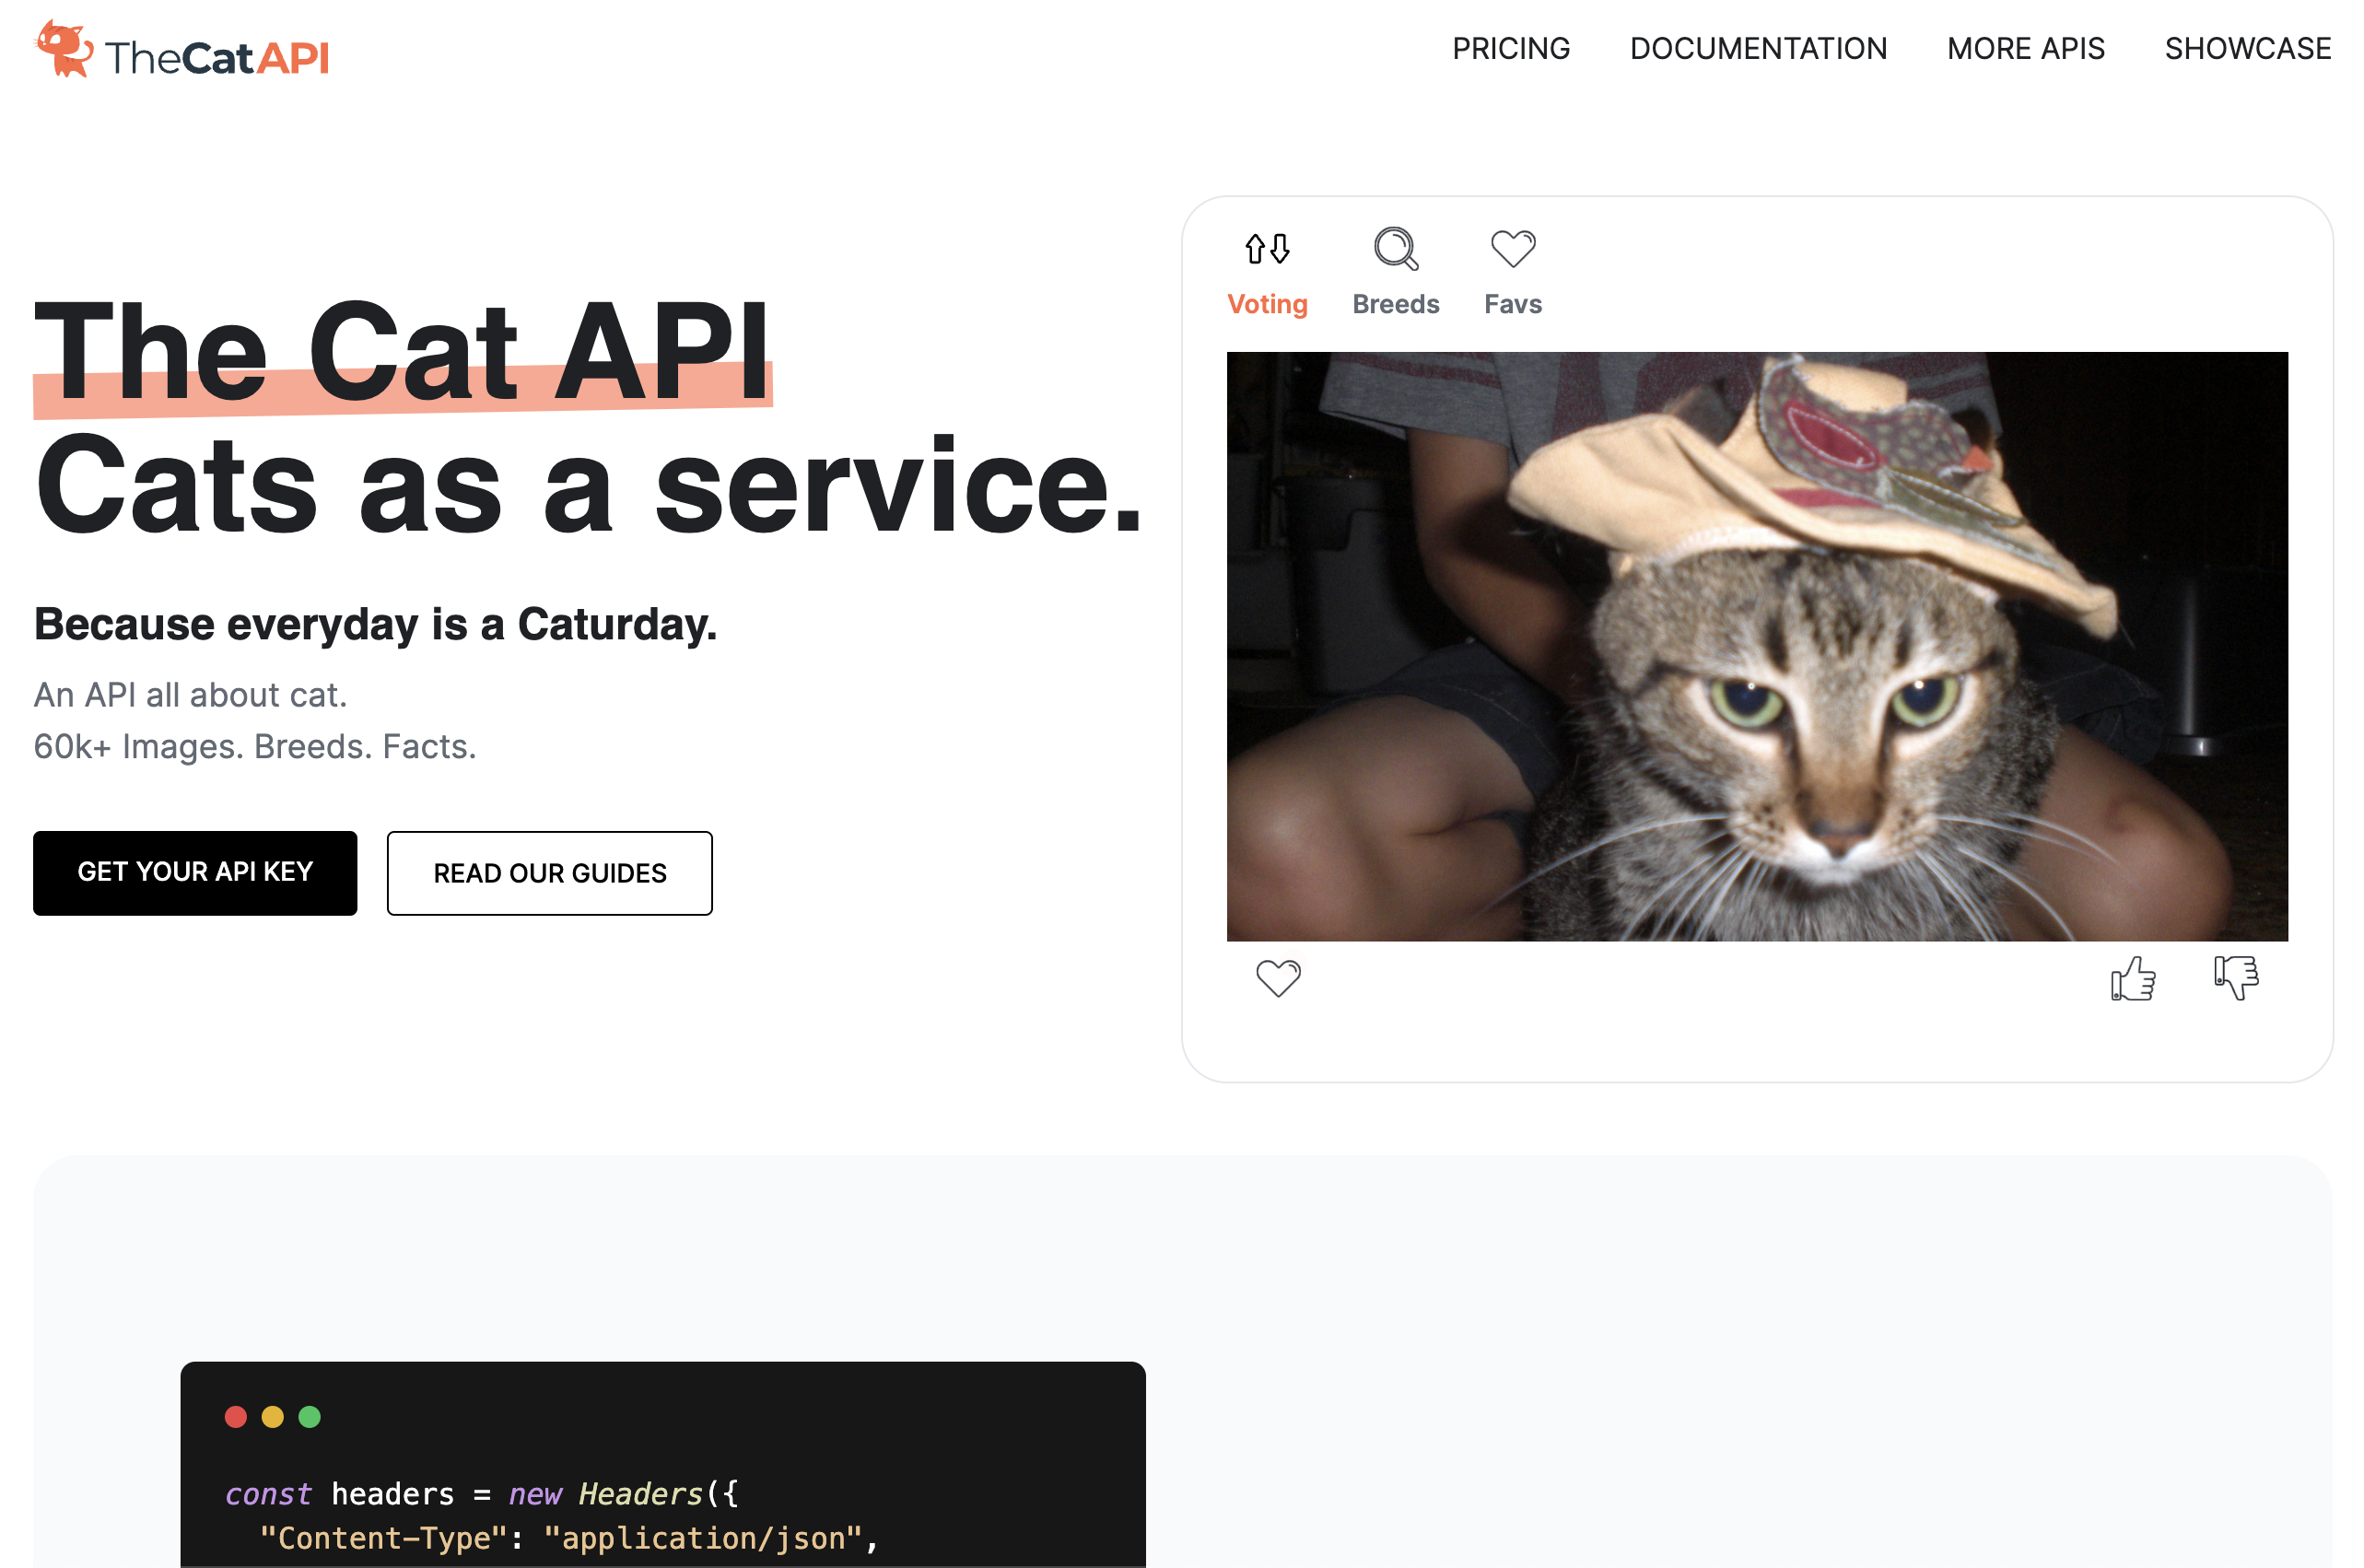 TheCatAPI
PRICING DOCUMENTATION MORE APIS SHOWCASE
The Cat API
Cats as a service.
Because everyday is a Caturday.
An API all about cat.
60k+ Images. Breeds. Facts.
GET YOUR API KEY READ OUR GUIDES
Voting Breeds Favs
const headers = new Headers({
"Content-Type": "application/json",